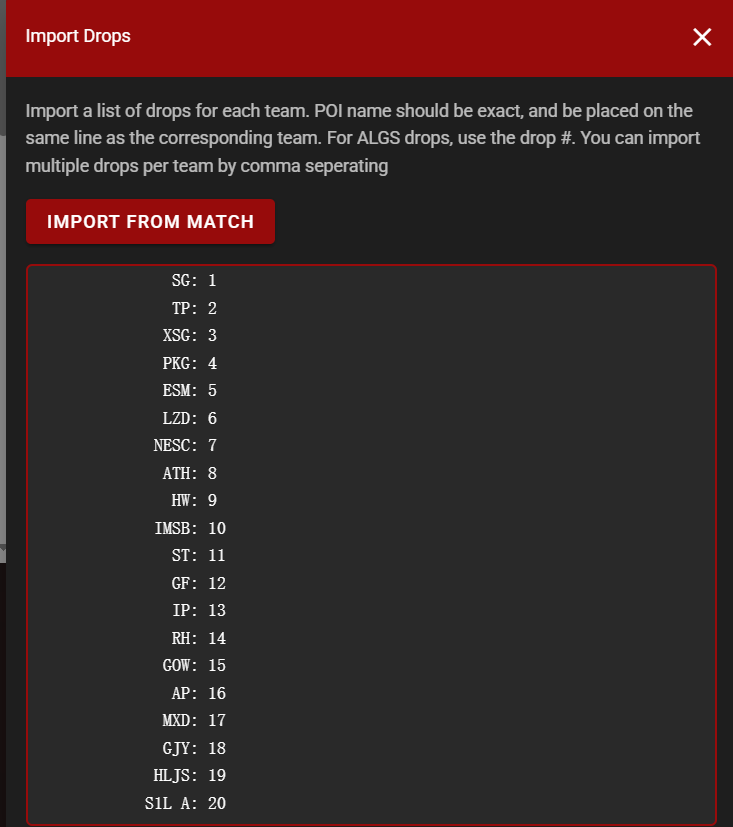 Import Drops
Import a list of drops for each team. POI name should be exact, and be placed on the
same line as the corresponding team. For ALGS drops, use the drop #. You can import
multiple drops per team by comma seperating
IMPORT FROM MATCH
SG: 1
TP: 2
XSG: 3
PKG: 4
ESM: 5
LZD: 6
NESC: 7
ATH: 8
HW: 9
IMSB: 10
ST: 11
GF: 12
IP: 13
RH: 14
GOW: 15
AP: 16
MXD: 17
GJY: 18
HLJS: 19
S1L A: 20